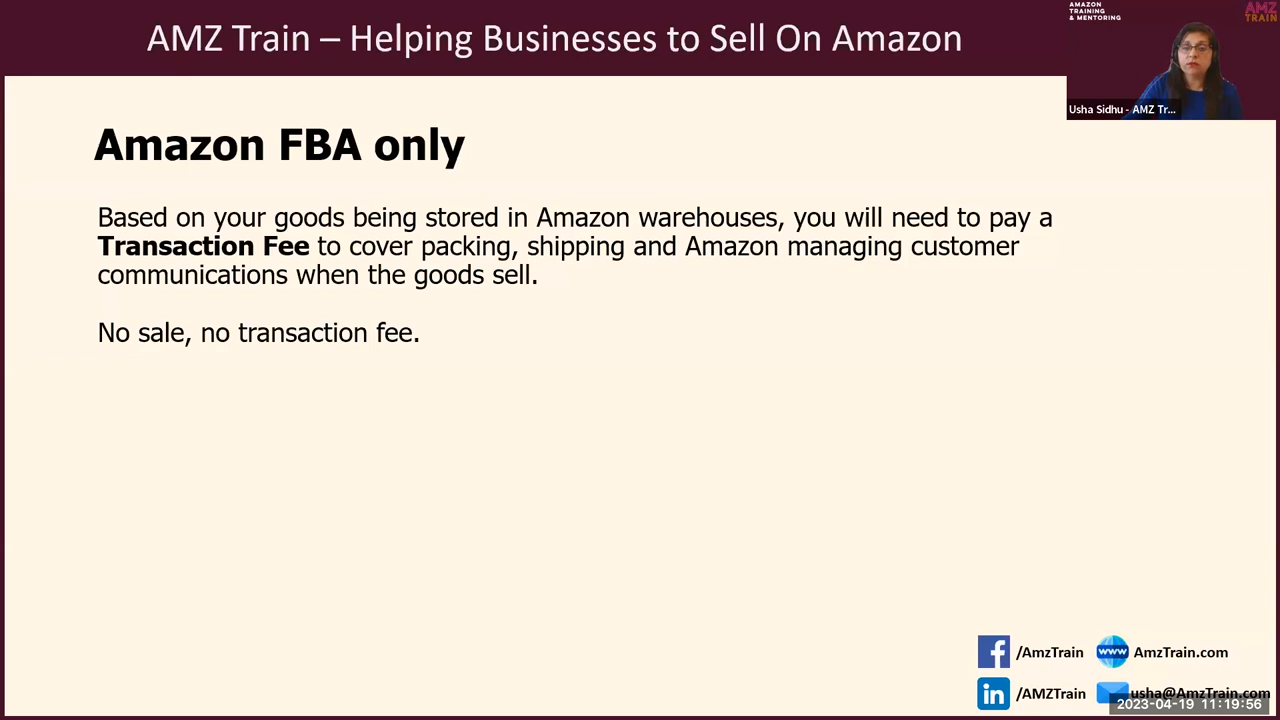 AMZ Train – Helping Businesses to Sell On Amazon
AMAZON
TRAINING
& MENTORING
AMZ
TRAIN
Usha Sidhu - AMZ Tr...
Amazon FBA only
Based on your goods being stored in Amazon warehouses, you will need to pay a
Transaction Fee to cover packing, shipping and Amazon managing customer
communications when the goods sell.
No sale, no transaction fee.
/AmzTrain
www AmzTrain.com
in /AMZTrain
usha@AmzTrain.com
2023-04-19 11:19:56